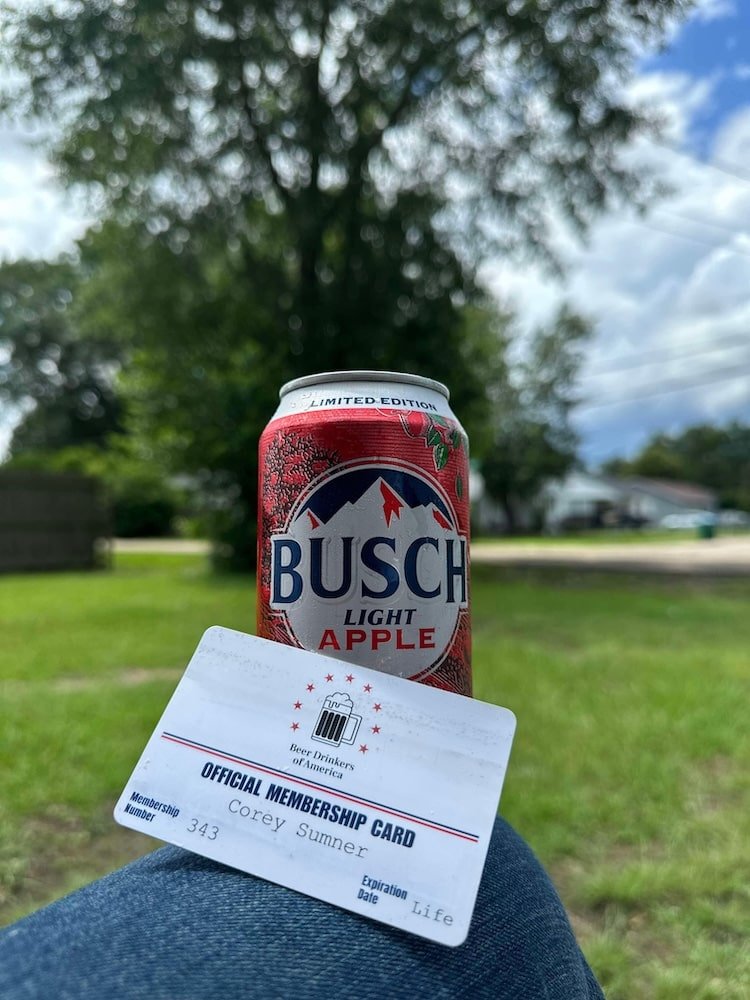 LIMITED EDITION
BUSCH
LIGHT
APPLE
Beer Drinkers
of America
OFFICIAL MEMBERSHIP CARD
Corey Sumner
Membership
Number
343
Expiration
Date
Life